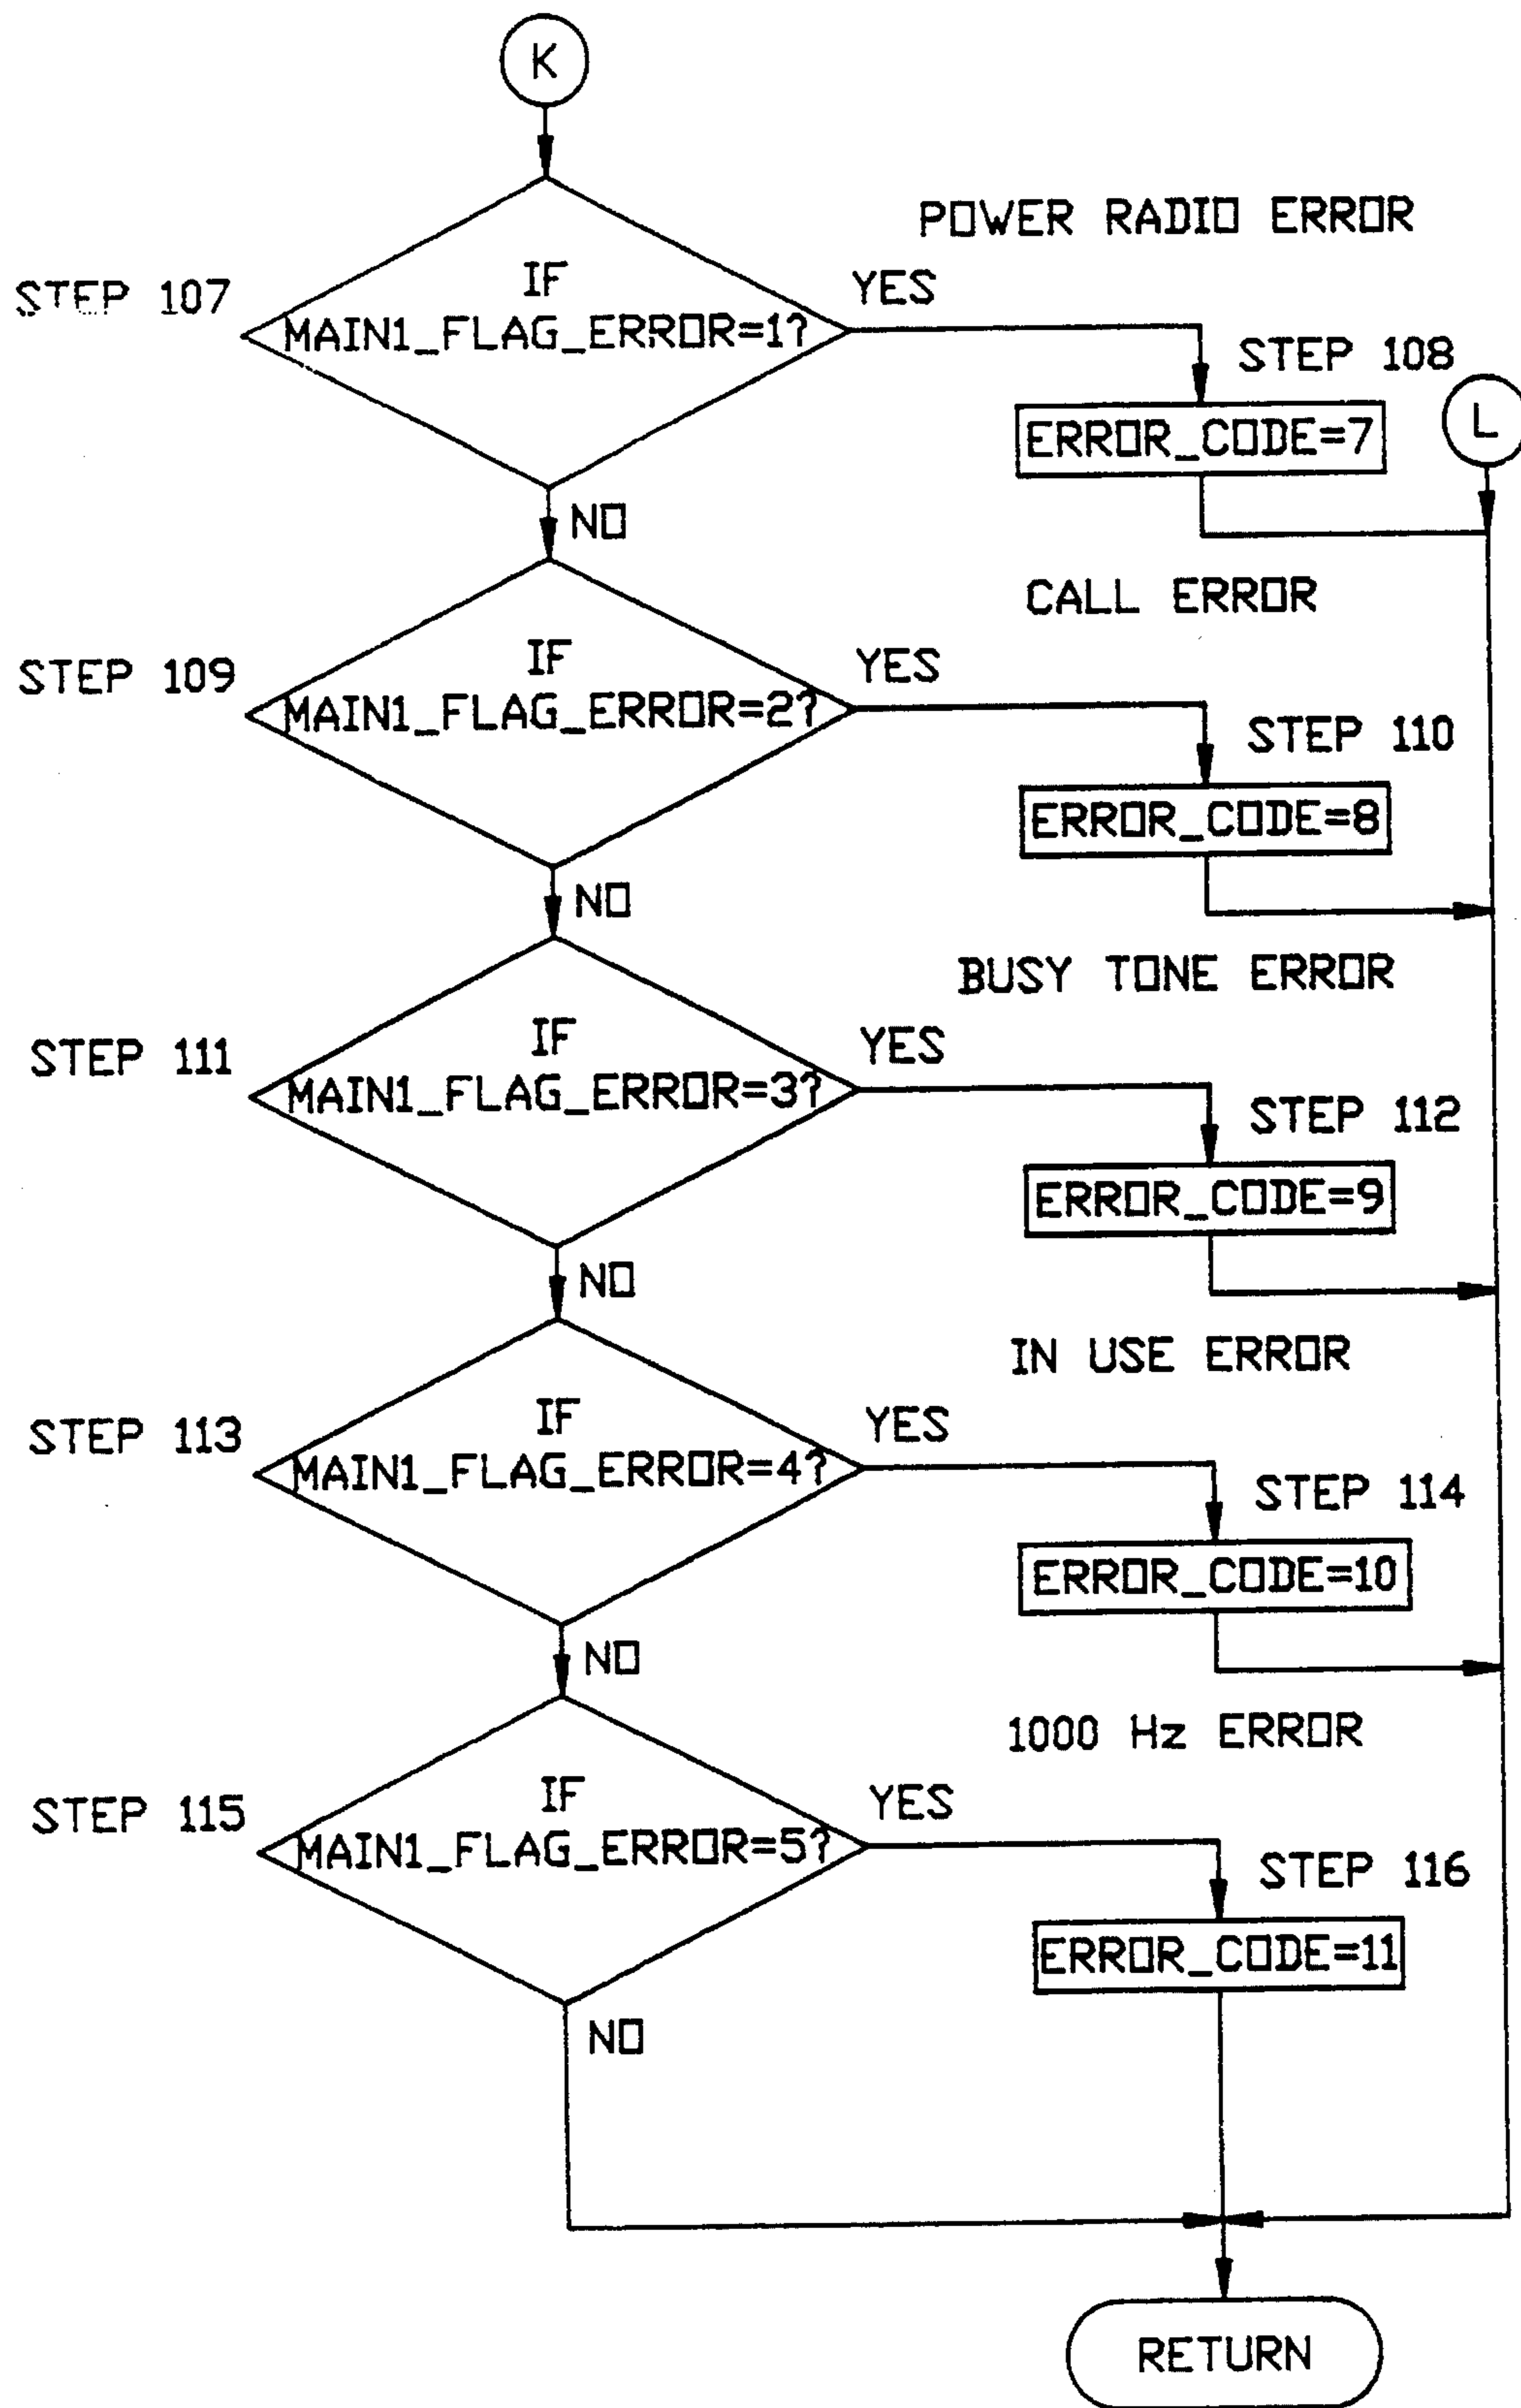 K
POWER RADIO ERROR
STEP 107
IF
MAIN1_FLAG_ERROR=1?
YES
STEP 108
ERROR_CODE=7
L
NO
CALL ERROR
STEP 109
IF
MAIN1_FLAG_ERROR=2?
YES
STEP 110
ERROR_CODE=8
NO
BUSY TONE ERROR
STEP 111
IF
MAIN1_FLAG_ERROR=3?
YES
STEP 112
ERROR_CODE=9
NO
IN USE ERROR
STEP 113
IF
MAIN1_FLAG_ERROR=4?
YES
STEP 114
ERROR_CODE=10
NO
1000 Hz ERROR
STEP 115
IF
MAIN1_FLAG_ERROR=5?
YES
STEP 116
ERROR_CODE=11
NO
RETURN